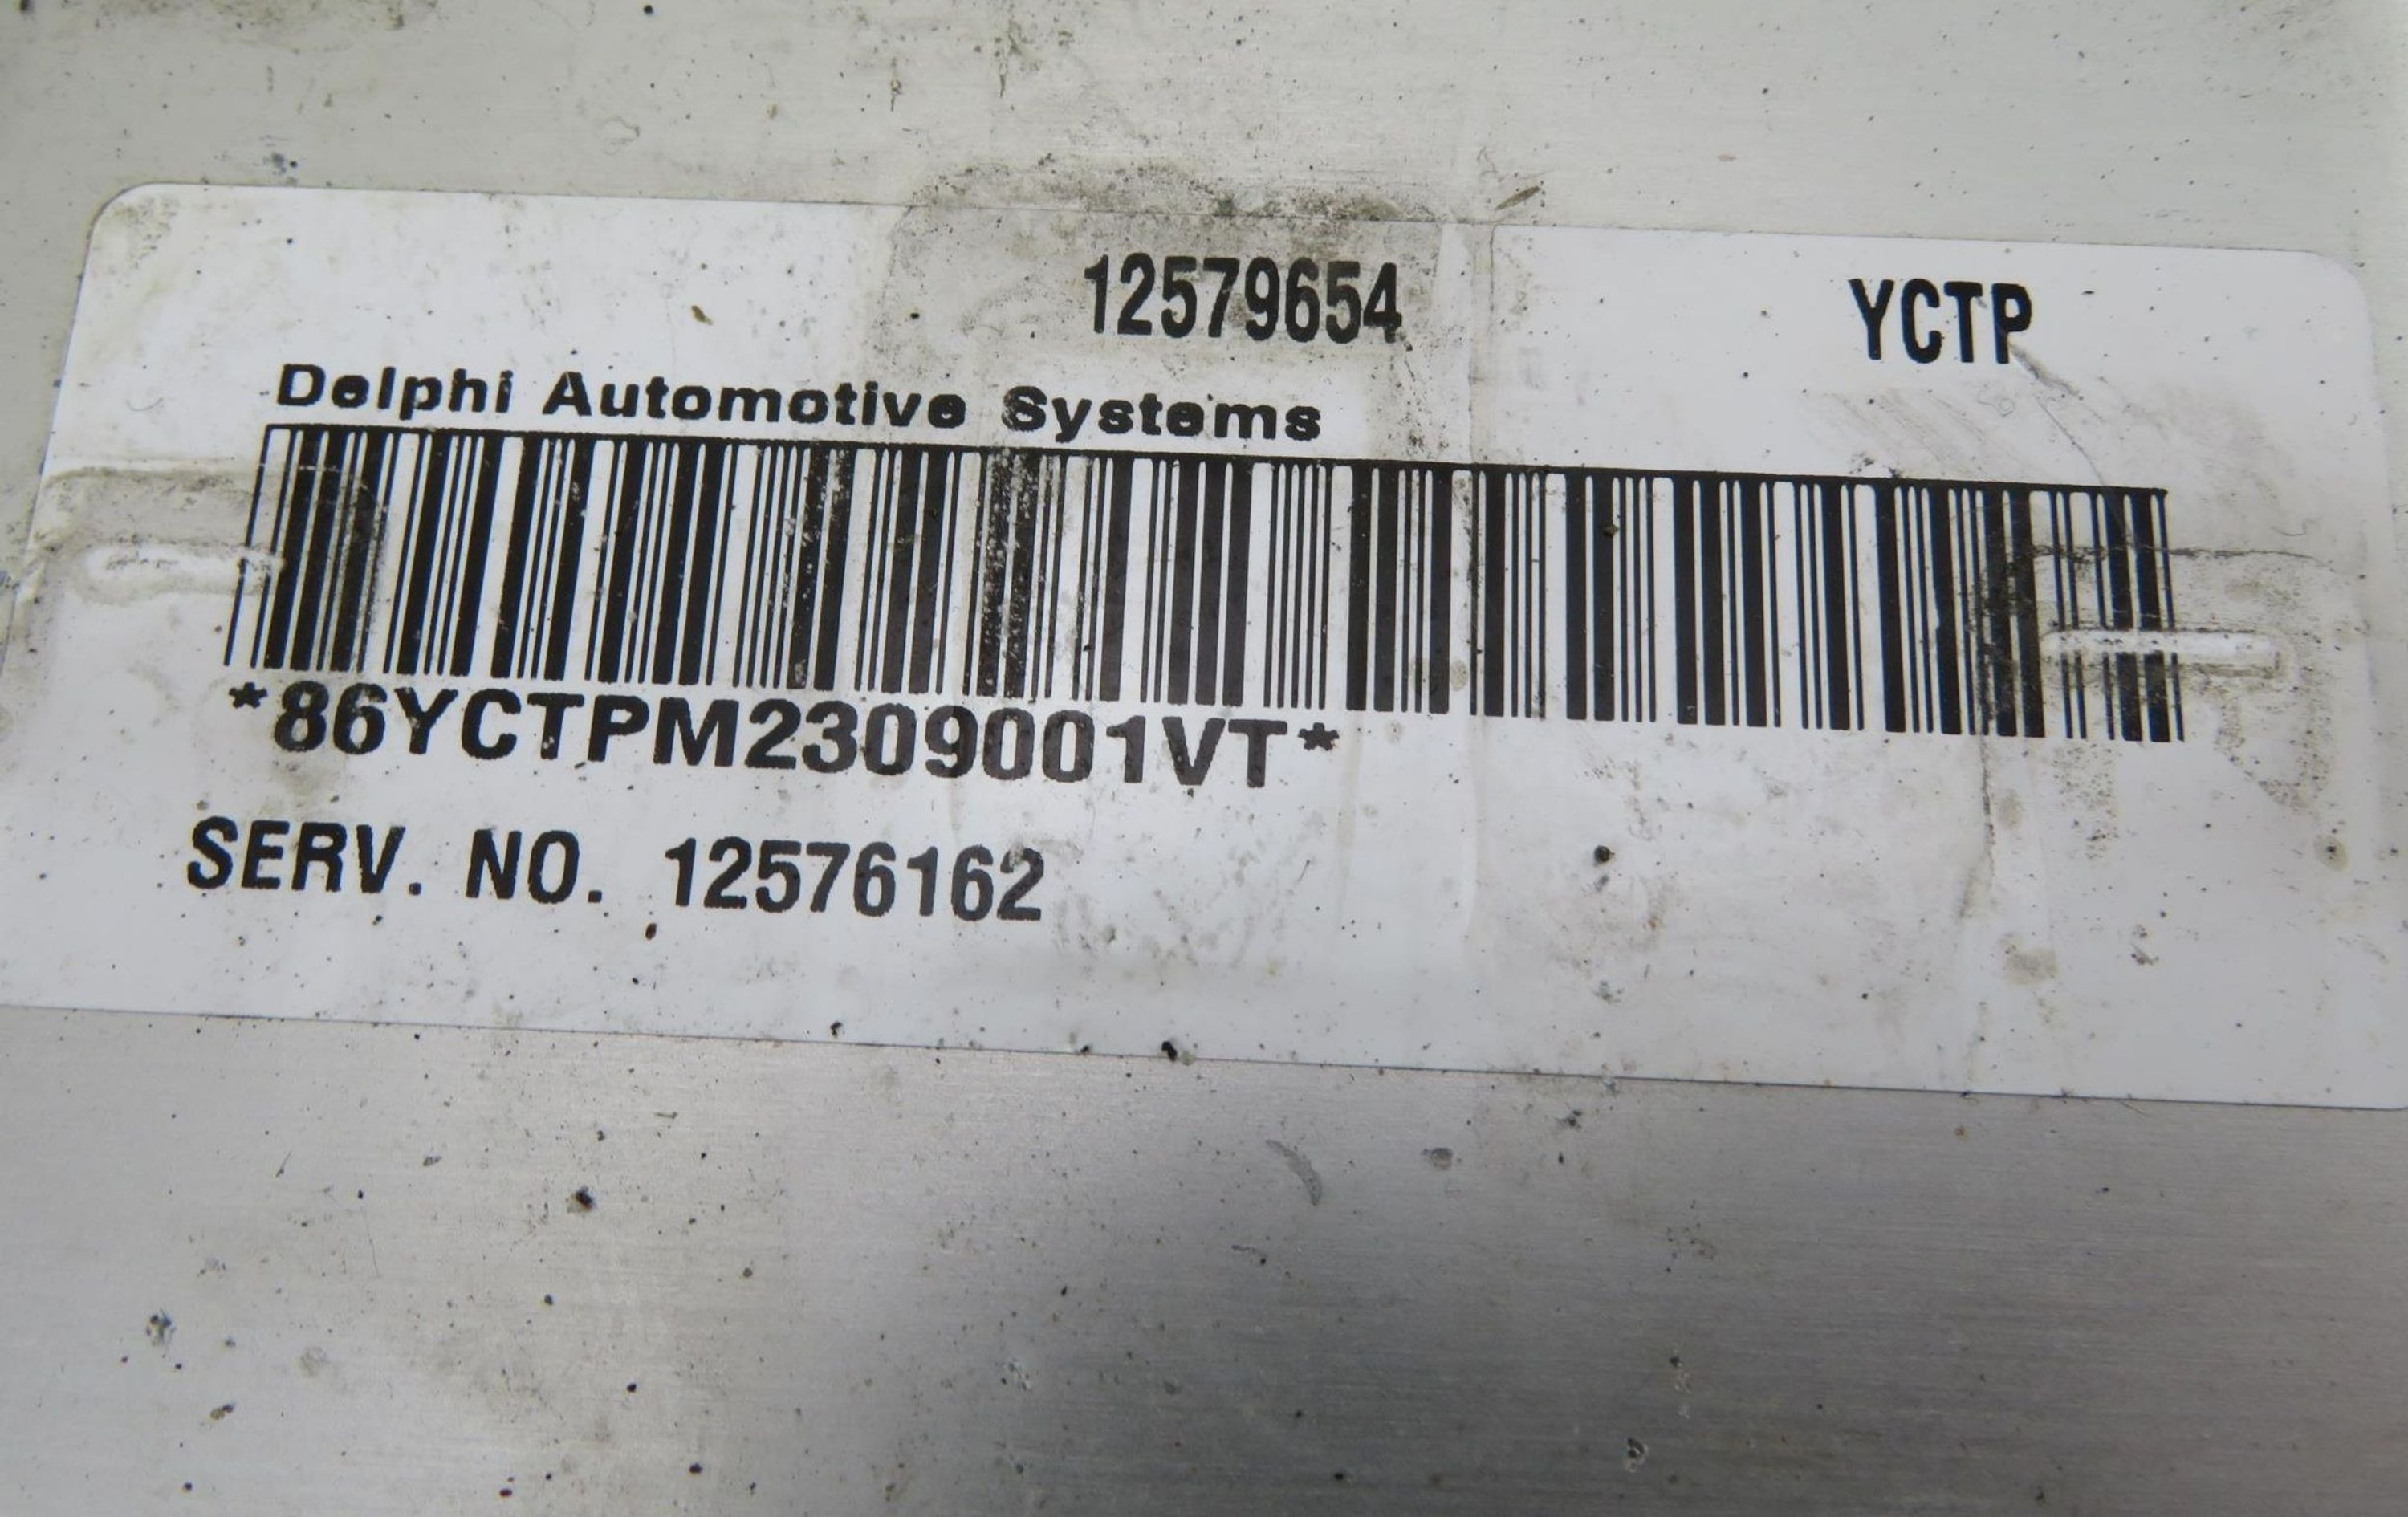 12579654 YCTP
Delphi Automotive Systems
*86YCTPM2309001VT*
SERV. NO. 12576162